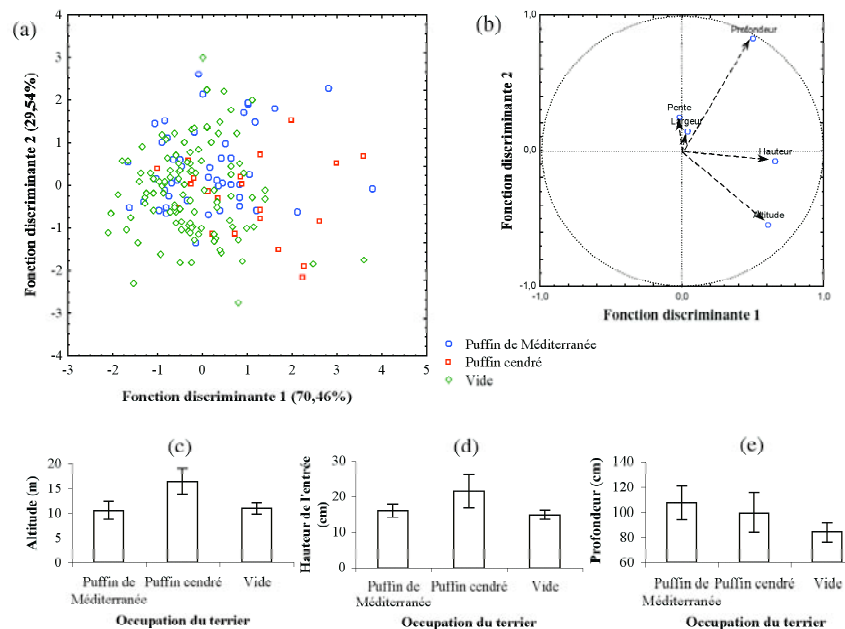 (a)
4
3
2
1
0
-1
-2
-3
-4
-3 -2 -1 0 1 2 3 4 5
Fonction discriminante 2 (29,54%)
Fonction discriminante 1 (70,46%)
(b)
1,0
0,0
-1,0
-1,0 0,0 1,0
Fonction discriminante 2
Fonction discriminante 1
Profondeur
Pente
Largeur
Hauteur
Altitude
Puffin de Méditerranée
Puffin cendré
Vide
(c)
20
15
10
5
0
Altitude (m)
Puffin de Méditerranée
Puffin cendré
Vide
Occupation du terrier
(d)
30
20
10
0
Hauteur de l'entrée
(cm)
Puffin de Méditerranée
Puffin cendré
Vide
Occupation du terrier
(e)
140
120
100
80
60
Profondeur (cm)
Puffin de Méditerranée
Puffin cendré
Vide
Occupation du terrier